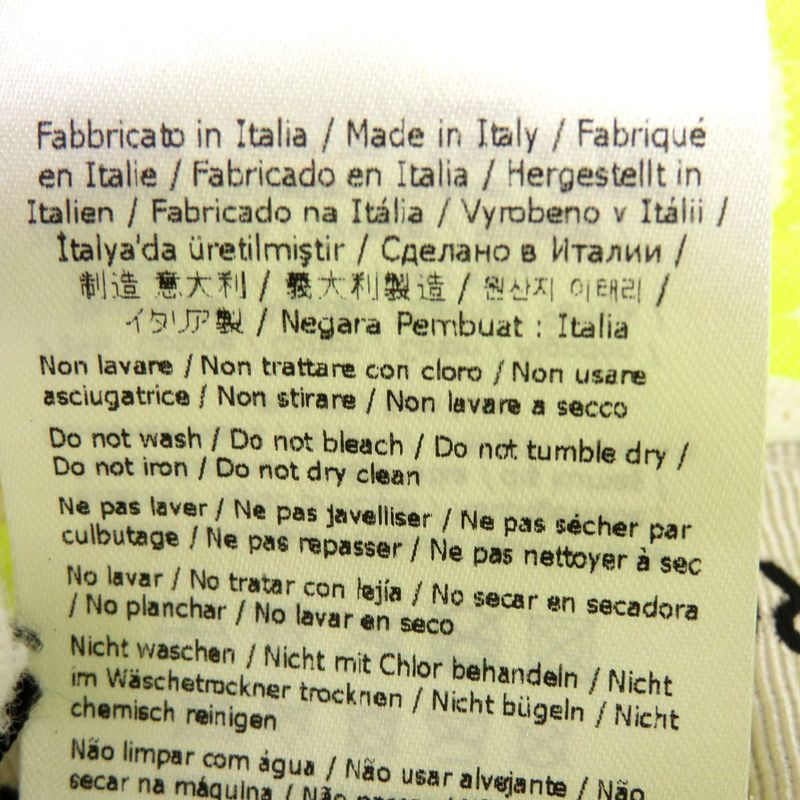 Fabbricato in Italia / Made in Italy / Fabriqué
en Italie / Fabricado en Italia / Hergestellt in
Italien / Fabricado na Itália / Vyrobeno v Itálii /
İtalya'da üretilmiştir / Сделано в Италии /
制造 意大利 / 義大利製造 / 원산지 이태리 /
イタリア製 / Negara Pembuat : Italia
Non lavare / Non trattare con cloro / Non usare
asciugatrice / Non stirare / Non lavare a secco
Do not wash / Do not bleach / Do not tumble dry /
Do not iron / Do not dry clean
Ne pas laver / Ne pas javelliser / Ne pas sécher par
culbutage / Ne pas repasser / Ne pas nettoyer à sec
No lavar / No tratar con lejía / No secar en secadora
/ No planchar / No lavar en seco
Nicht waschen / Nicht mit Chlor behandeln / Nicht
im Wäschetrockner trocknen / Nicht bügeln / Nicht
chemisch reinigen
Não limpar com água / Não usar alvejante / Não
secar na máquina / Não